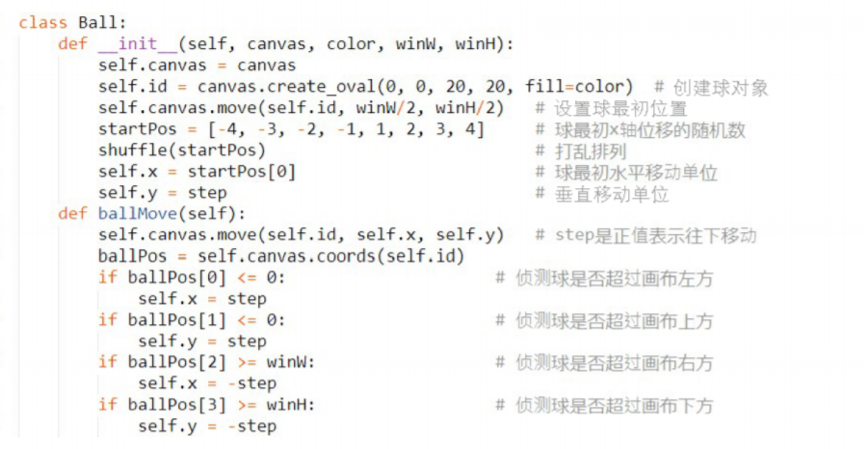 class Ball:
    def __init__(self, canvas, color, winW, winH):
        self.canvas = canvas
        self.id = canvas.create_oval(0, 0, 20, 20, fill=color)  # 创建球对象
        self.canvas.move(self.id, winW/2, winH/2)   # 设置球最初位置
        startPos = [-4, -3, -2, -1, 1, 2, 3, 4]     # 球最初x轴位移的随机数
        shuffle(startPos)                           # 打乱排列
        self.x = startPos[0]                        # 球最初水平移动单位
        self.y = step                               # 垂直移动单位
    def ballMove(self):
        self.canvas.move(self.id, self.x, self.y)   # step是正值表示往下移动
        ballPos = self.canvas.coords(self.id)
        if ballPos[0] <= 0:                     # 侦测球是否超过画布左方
            self.x = step
        if ballPos[1] <= 0:                     # 侦测球是否超过画布上方
            self.y = step
        if ballPos[2] >= winW:                  # 侦测球是否超过画布右方
            self.x = -step
        if ballPos[3] >= winH:                  # 侦测球是否超过画布下方
            self.y = -step